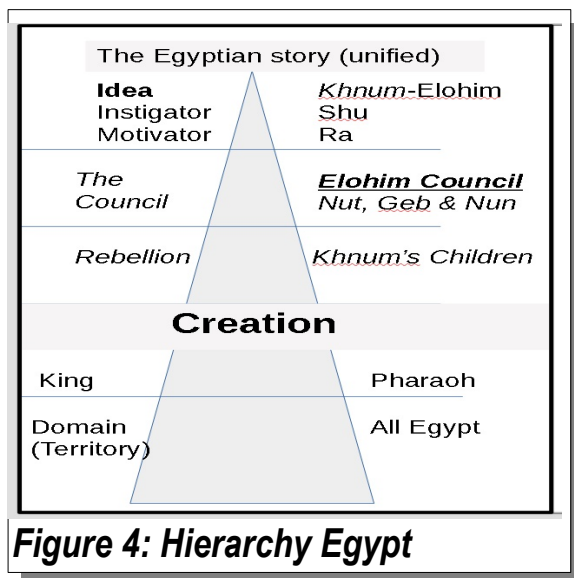 The Egyptian story (unified)
Idea Khnum-Elohim
Instigator Shu
Motivator Ra
The Elohim Council
Council Nut, Geb & Nun
Rebellion Khnum's Children
Creation
King Pharaoh
Domain All Egypt
(Territory)
Figure 4: Hierarchy Egypt